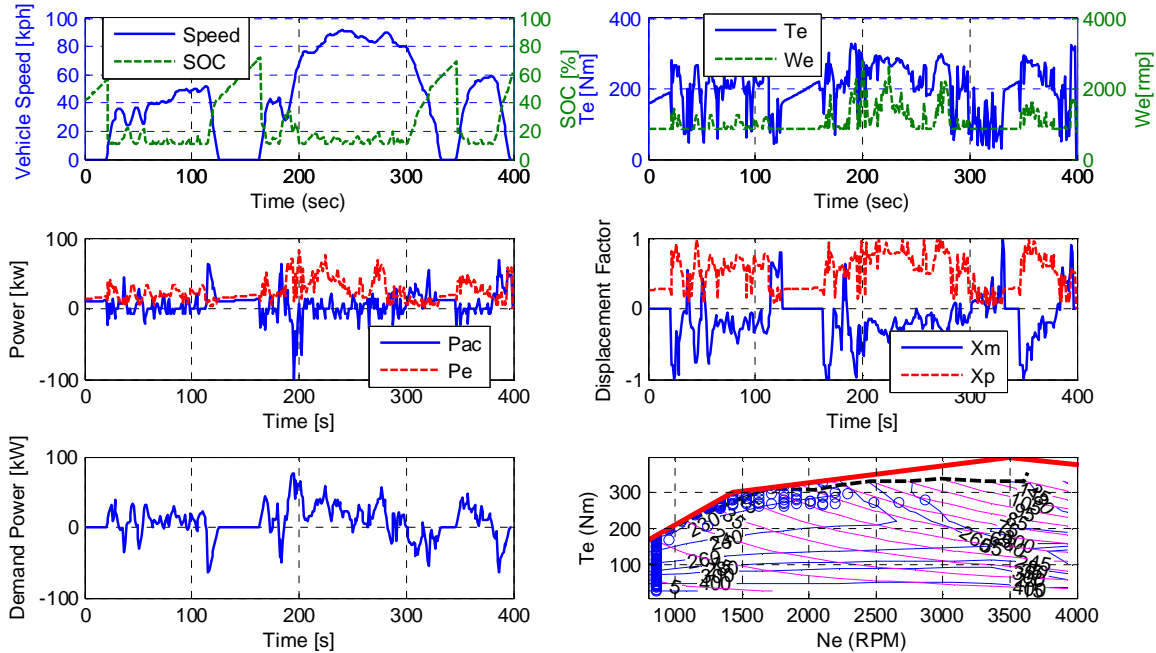 100
80
60
40
20
0
Vehicle Speed [kph]
Speed
SOC
100
80
60
40
20
0
SOC [%]
0 100 200 300 400
Time (sec)
400
200
0
Te [Nm]
Te
We
4000
2000
0
We[rmp]
0 100 200 300 400
Time (sec)
100
0
-100
Power [kw]
Pac
Pe
0 100 200 300 400
Time [s]
1
0
-1
Displacement Factor
Xm
Xp
0 100 200 300 400
Time [s]
100
0
-100
Demand Power [kW]
0 100 200 300 400
Time [s]
300
200
100
Te (Nm)
230
240
260
400
5
260
1000 1500 2000 2500 3000 3500 4000
Ne (RPM)